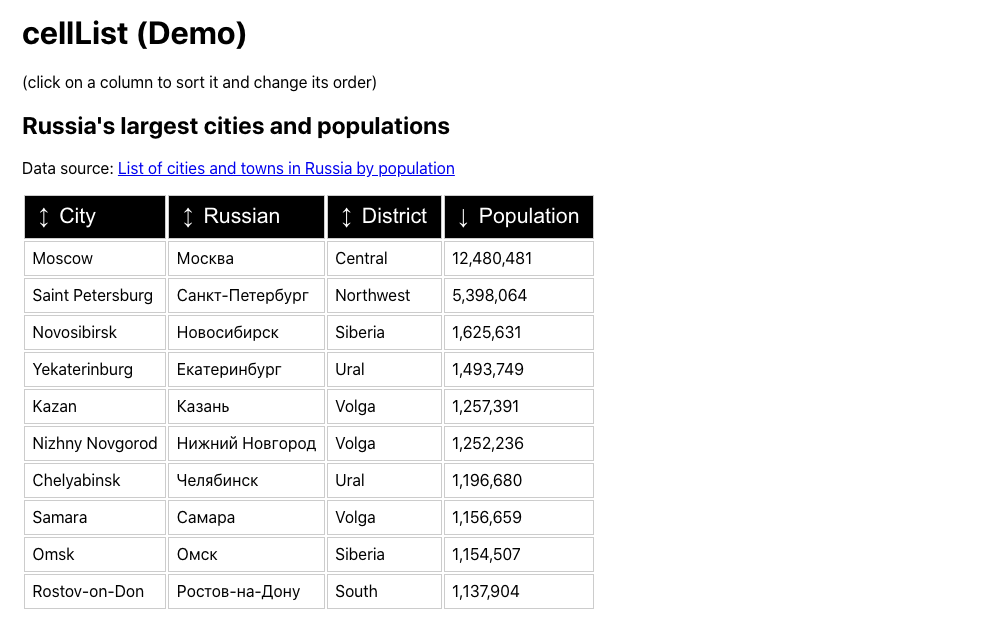 cellList (Demo)
(click on a column to sort it and change its order)
Russia's largest cities and populations
Data source: List of cities and towns in Russia by population
↕ City ↕ Russian ↕ District ↓ Population
Moscow Москва Central 12,480,481
Saint Petersburg Санкт-Петербург Northwest 5,398,064
Novosibirsk Новосибирск Siberia 1,625,631
Yekaterinburg Екатеринбург Ural 1,493,749
Kazan Казань Volga 1,257,391
Nizhny Novgorod Нижний Новгород Volga 1,252,236
Chelyabinsk Челябинск Ural 1,196,680
Samara Самара Volga 1,156,659
Omsk Омск Siberia 1,154,507
Rostov-on-Don Ростов-на-Дону South 1,137,904